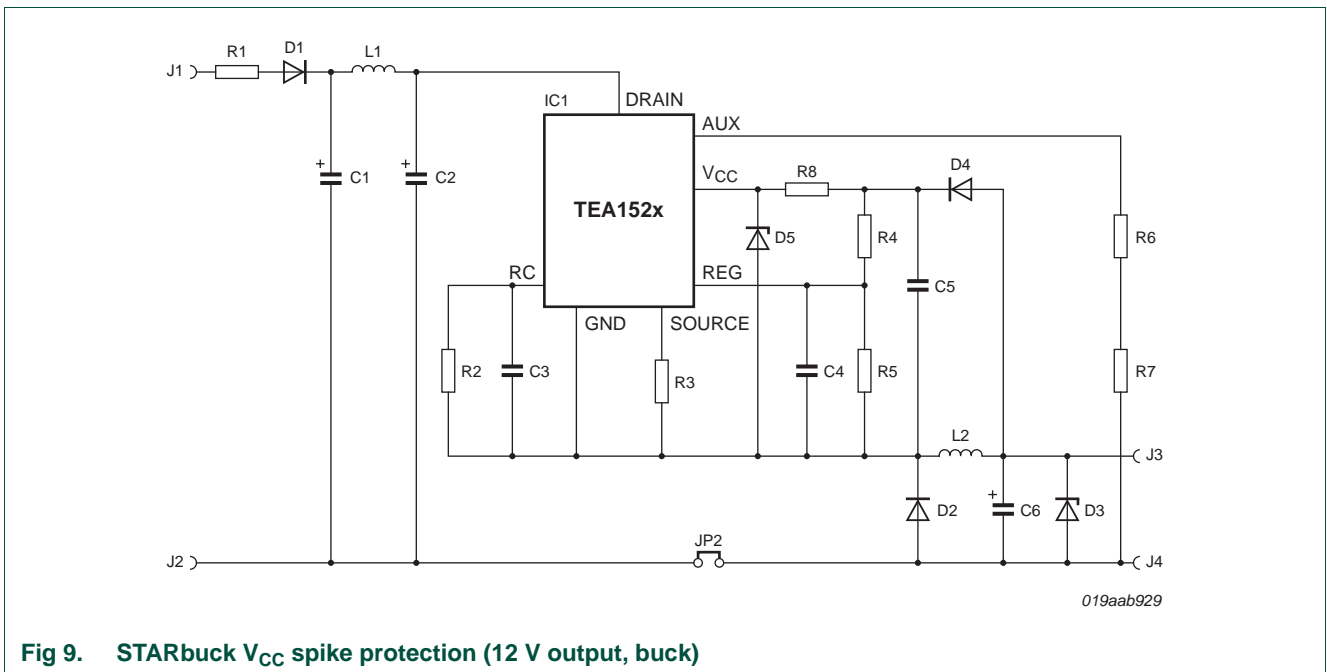 R1
D1
L1
J1
IC1
DRAIN
AUX
VCC
R8
D4
+
C1
+
C2
TEA152x
D5
R4
R6
RC
REG
C5
GND
SOURCE
R2
C3
R3
C4
R5
R7
L2
J3
D2
+
C6
D3
JP2
J2
J4
019aab929
Fig 9. STARbuck VCC spike protection (12 V output, buck)